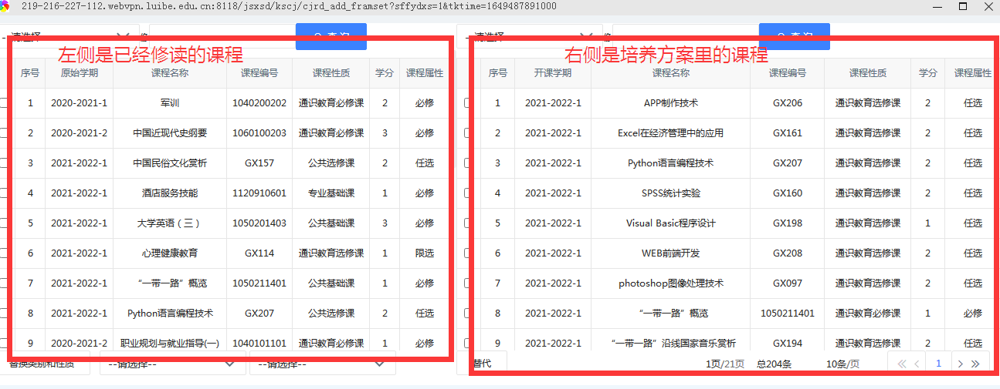 219-216-227-112.webvpn.luibe.edu.cn:8118/jsxsd/kscj/cjrd_add_framset?sffydxs=1&tktime=1649487891000
左侧是已经修读的课程
右侧是培养方案里的课程
序号 原始学期 课程名称 课程编号 课程性质 学分 课程属性
1 2020-2021-1 军训 1040200202 通识教育必修课 2 必修
2 2020-2021-2 中国近现代史纲要 1060100203 通识教育必修课 3 必修
3 2021-2022-1 中国民俗文化赏析 GX157 公共选修课 2 任选
4 2021-2022-1 酒店服务技能 1120910601 专业基础课 1 必修
5 2021-2022-1 大学英语（三） 1050201403 公共基础课 3 必修
6 2021-2022-1 心理健康教育 GX114 通识教育选修课 1 限选
7 2021-2022-1 “一带一路”概览 1050211401 公共基础课 1 必修
8 2021-2022-1 Python语言编程技术 GX207 公共选修课 2 任选
9 2020-2021-2 职业规划与就业指导(一) 1040101101 通识教育必修课 1 必修
替换类别和性质 --请选择-- --请选择--
序号 开课学期 课程名称 课程编号 课程性质 学分 课程属性
1 2021-2022-1 APP制作技术 GX206 通识教育选修课 2 任选
2 2021-2022-1 Excel在经济管理中的应用 GX161 通识教育选修课 2 任选
3 2021-2022-1 Python语言编程技术 GX207 通识教育选修课 2 任选
4 2021-2022-1 SPSS统计实验 GX160 通识教育选修课 2 任选
5 2021-2022-1 Visual Basic程序设计 GX198 通识教育选修课 1 任选
6 2021-2022-1 WEB前端开发 GX208 通识教育选修课 2 任选
7 2021-2022-1 photoshop图像处理技术 GX097 通识教育选修课 2 任选
8 2021-2022-1 “一带一路”概览 1050211401 通识教育必修课 1 必修
9 2021-2022-1 “一带一路”沿线国家音乐赏析 GX194 通识教育选修课 2 任选
替代 1页/21页 总204条 10条/页 1